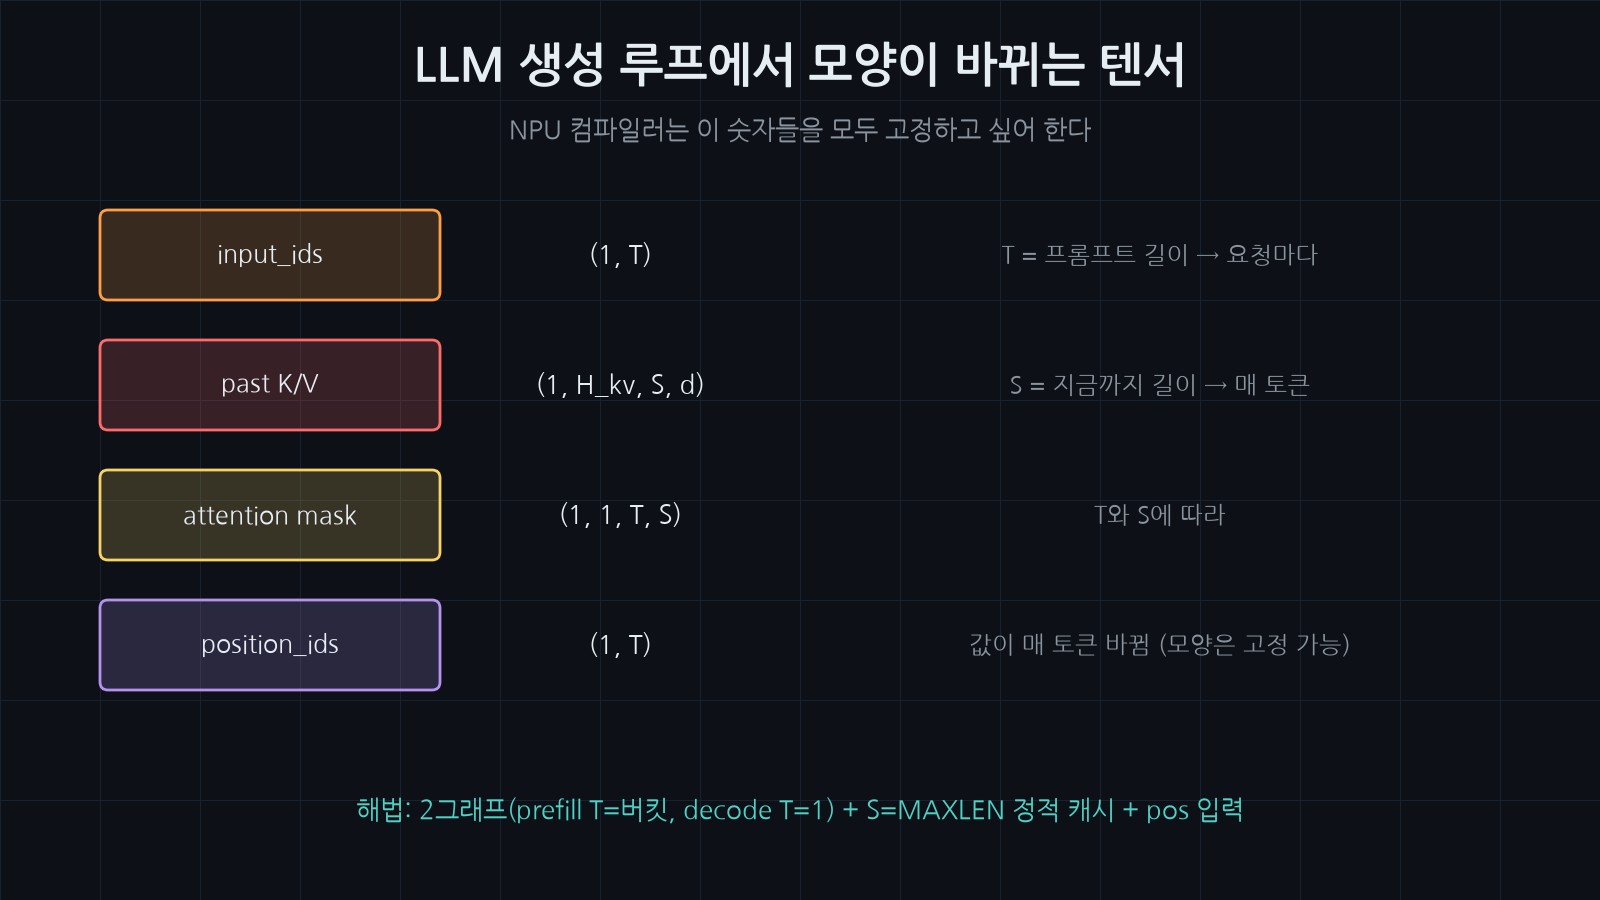 LLM 생성 루프에서 모양이 바뀌는 텐서
NPU 컴파일러는 이 숫자들을 모두 고정하고 싶어 한다
input_ids (1, T) T = 프롬프트 길이 → 요청마다
past K/V (1, H_kv, S, d) S = 지금까지 길이 → 매 토큰
attention mask (1, 1, T, S) T와 S에 따라
position_ids (1, T) 값이 매 토큰 바뀜 (모양은 고정 가능)
해법: 2그래프(prefill T=버킷, decode T=1) + S=MAXLEN 정적 캐시 + pos 입력